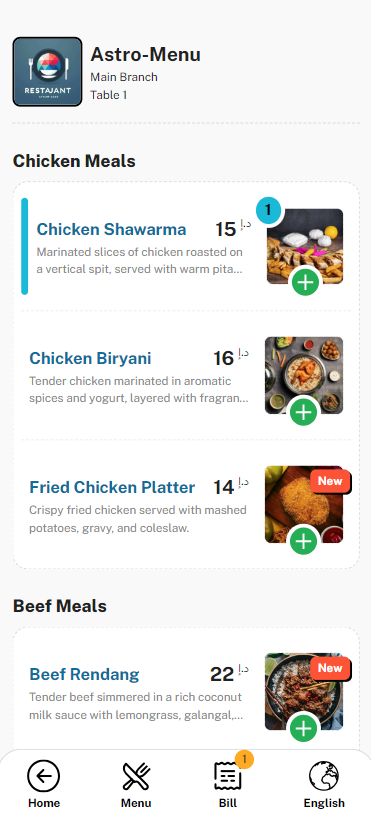 Astro-Menu
Main Branch
Table 1
RESTAJANT
Chicken Meals
1
Chicken Shawarma
15 د.إ
Marinated slices of chicken roasted on
a vertical spit, served with warm pita...
Chicken Biryani
16 د.إ
Tender chicken marinated in aromatic
spices and yogurt, layered with fragran...
New
Fried Chicken Platter
14 د.إ
Crispy fried chicken served with mashed
potatoes, gravy, and coleslaw.
Beef Meals
New
Beef Rendang
22 د.إ
Tender beef simmered in a rich coconut
milk sauce with lemongrass, galangal,...
1
Home
Menu
Bill
English